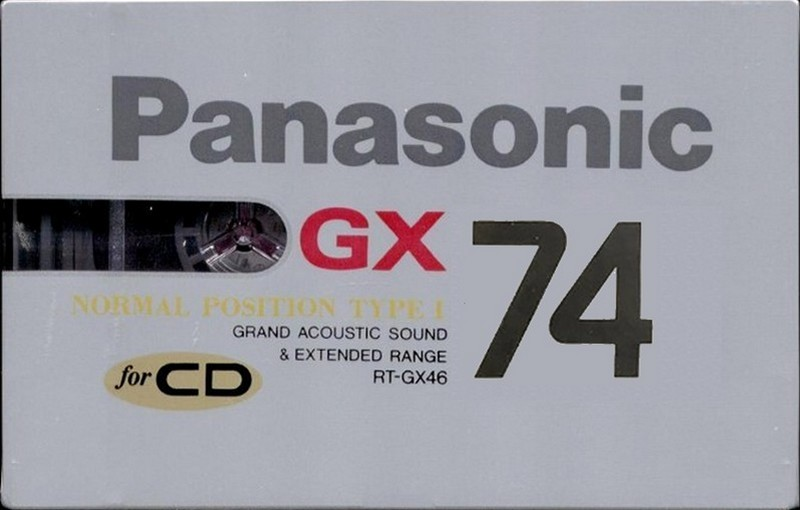 Panasonic
GX 74
NORMAL POSITION TYPE I
GRAND ACOUSTIC SOUND
& EXTENDED RANGE
RT-GX46
for CD